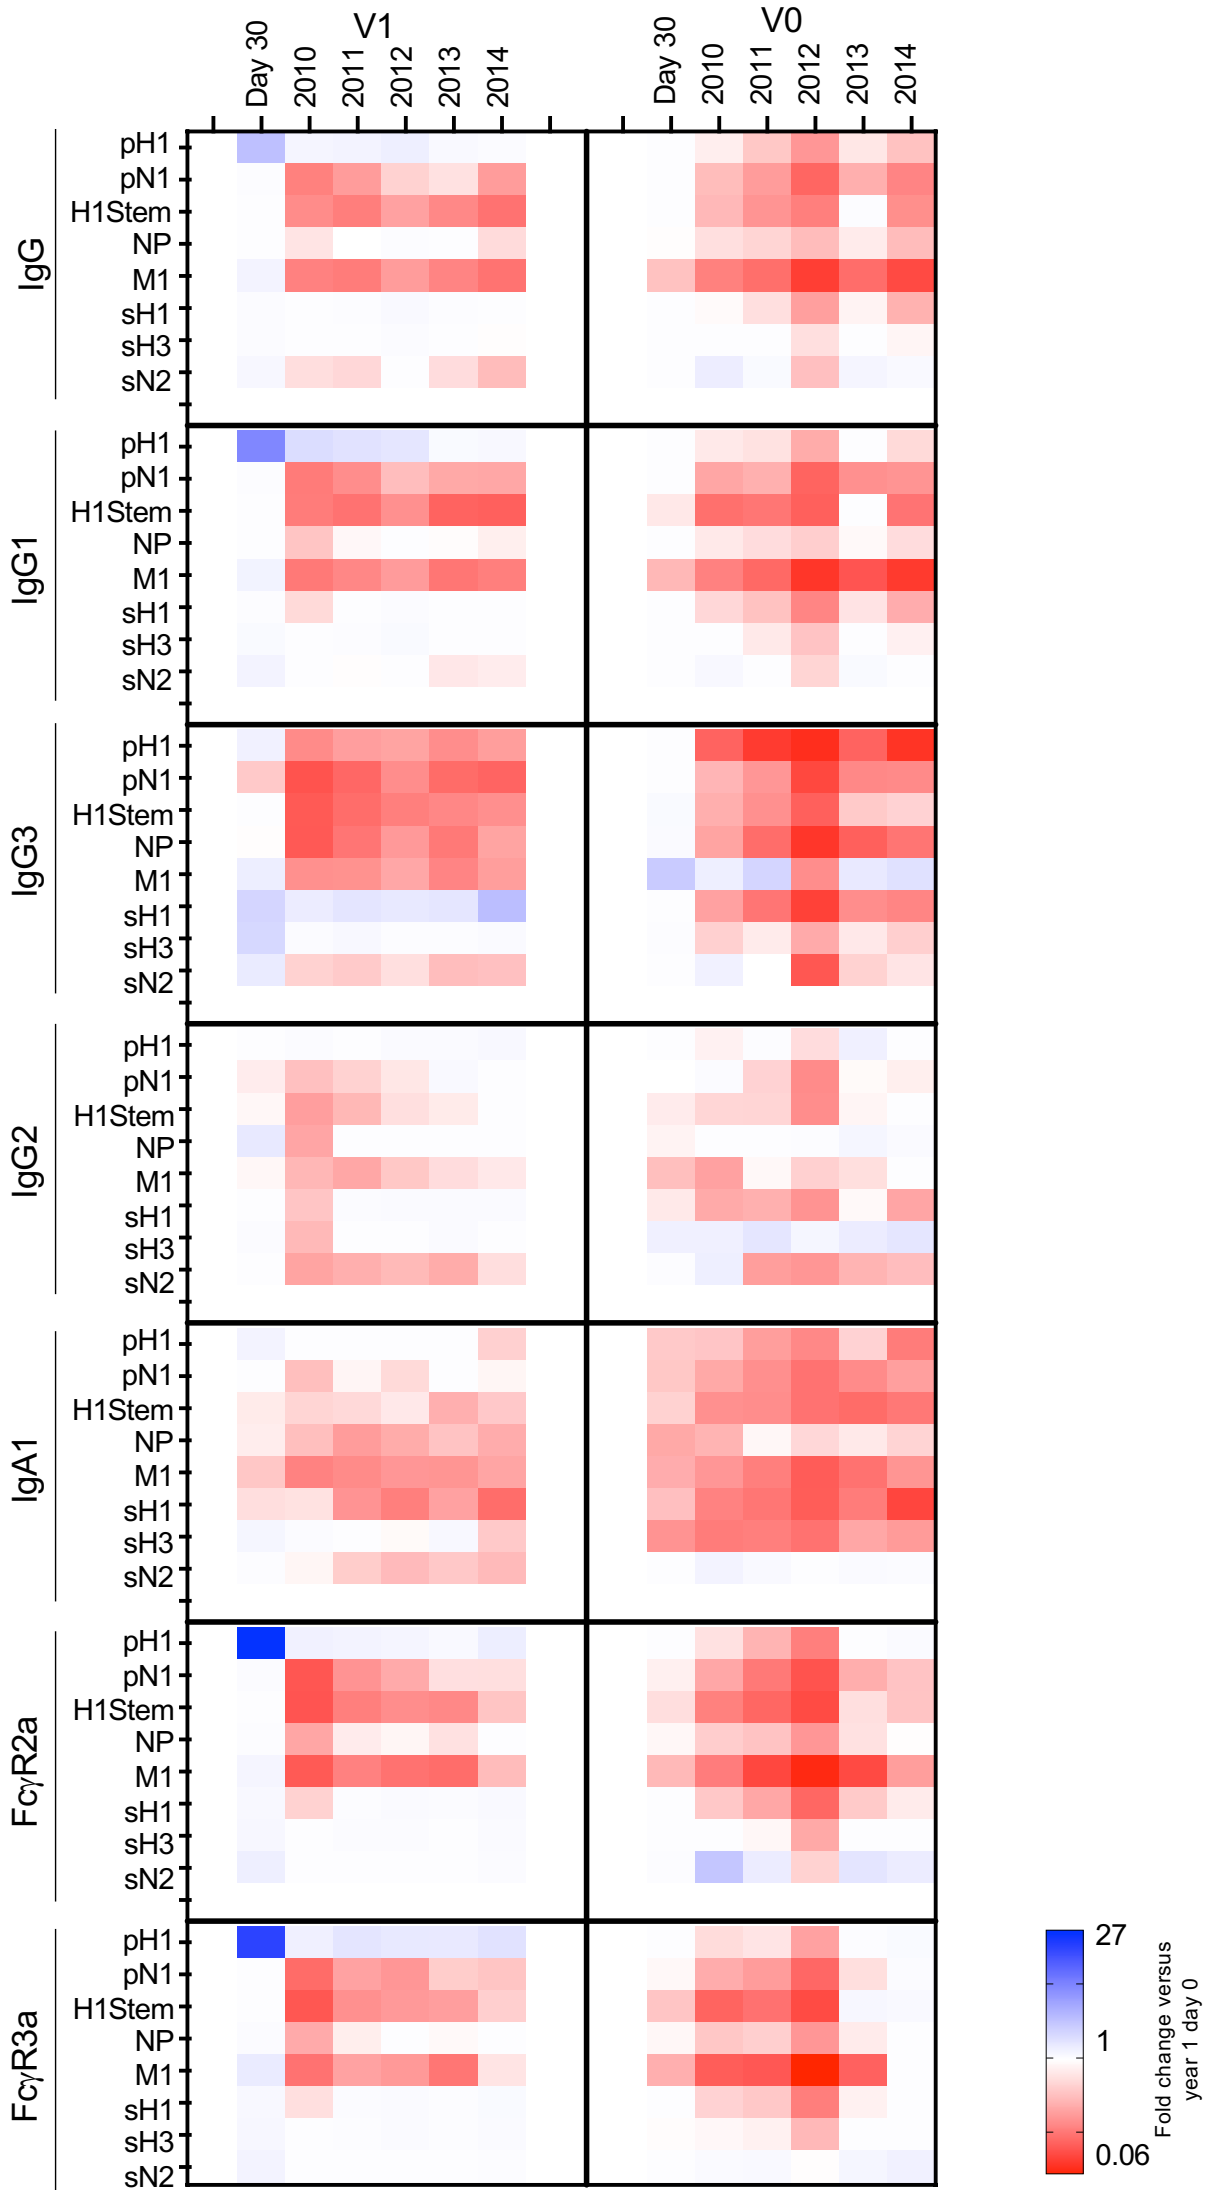 V1
V0
Day 30
2010
2011
2012
2013
2014
Day 30
2010
2011
2012
2013
2014
IgG
pH1
pN1
H1Stem
NP
M1
sH1
sH3
sN2
IgG1
pH1
pN1
H1Stem
NP
M1
sH1
sH3
sN2
IgG3
pH1
pN1
H1Stem
NP
M1
sH1
sH3
sN2
IgG2
pH1
pN1
H1Stem
NP
M1
sH1
sH3
sN2
IgA1
pH1
pN1
H1Stem
NP
M1
sH1
sH3
sN2
FcγR2a
pH1
pN1
H1Stem
NP
M1
sH1
sH3
sN2
FcγR3a
pH1
pN1
H1Stem
NP
M1
sH1
sH3
sN2
27
1
0.06
Fold change versus
year 1 day 0